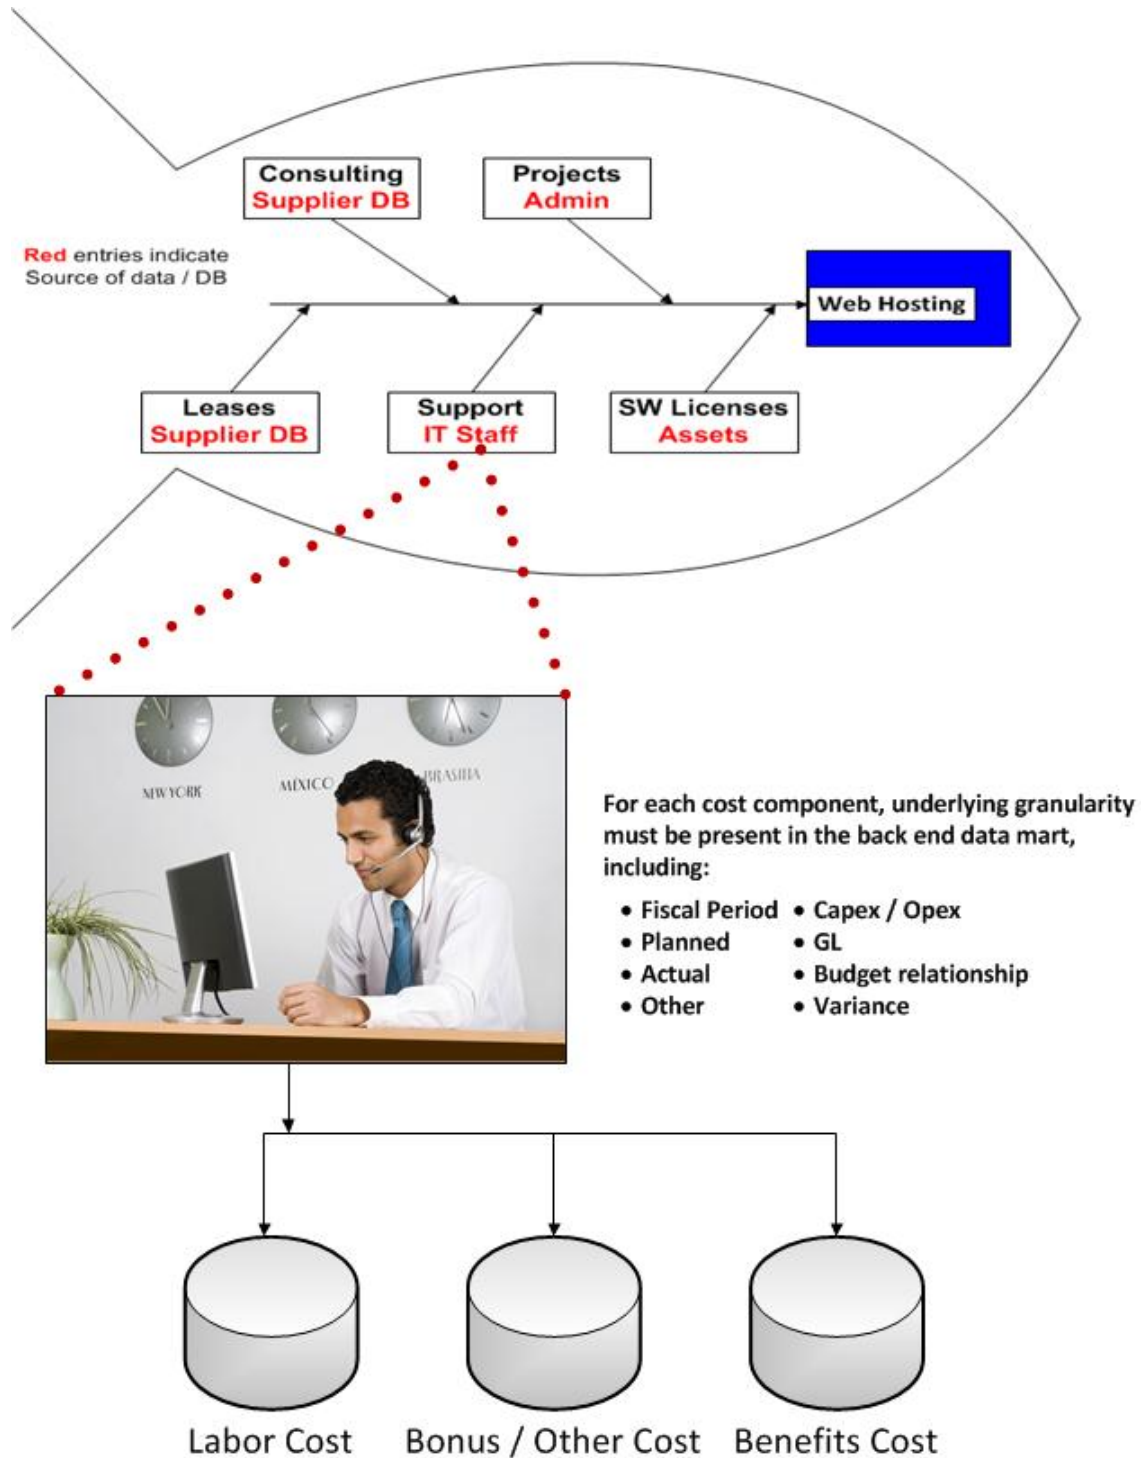 Consulting
Supplier DB
Projects
Admin
Red entries indicate
Source of data / DB
Web Hosting
Leases
Supplier DB
Support
IT Staff
SW Licenses
Assets
NEW YORK
MÉXICO
BRASILIA
For each cost component, underlying granularity
must be present in the back end data mart,
including:
• Fiscal Period
• Planned
• Actual
• Other
• Capex / Opex
• GL
• Budget relationship
• Variance
Labor Cost
Bonus / Other Cost
Benefits Cost